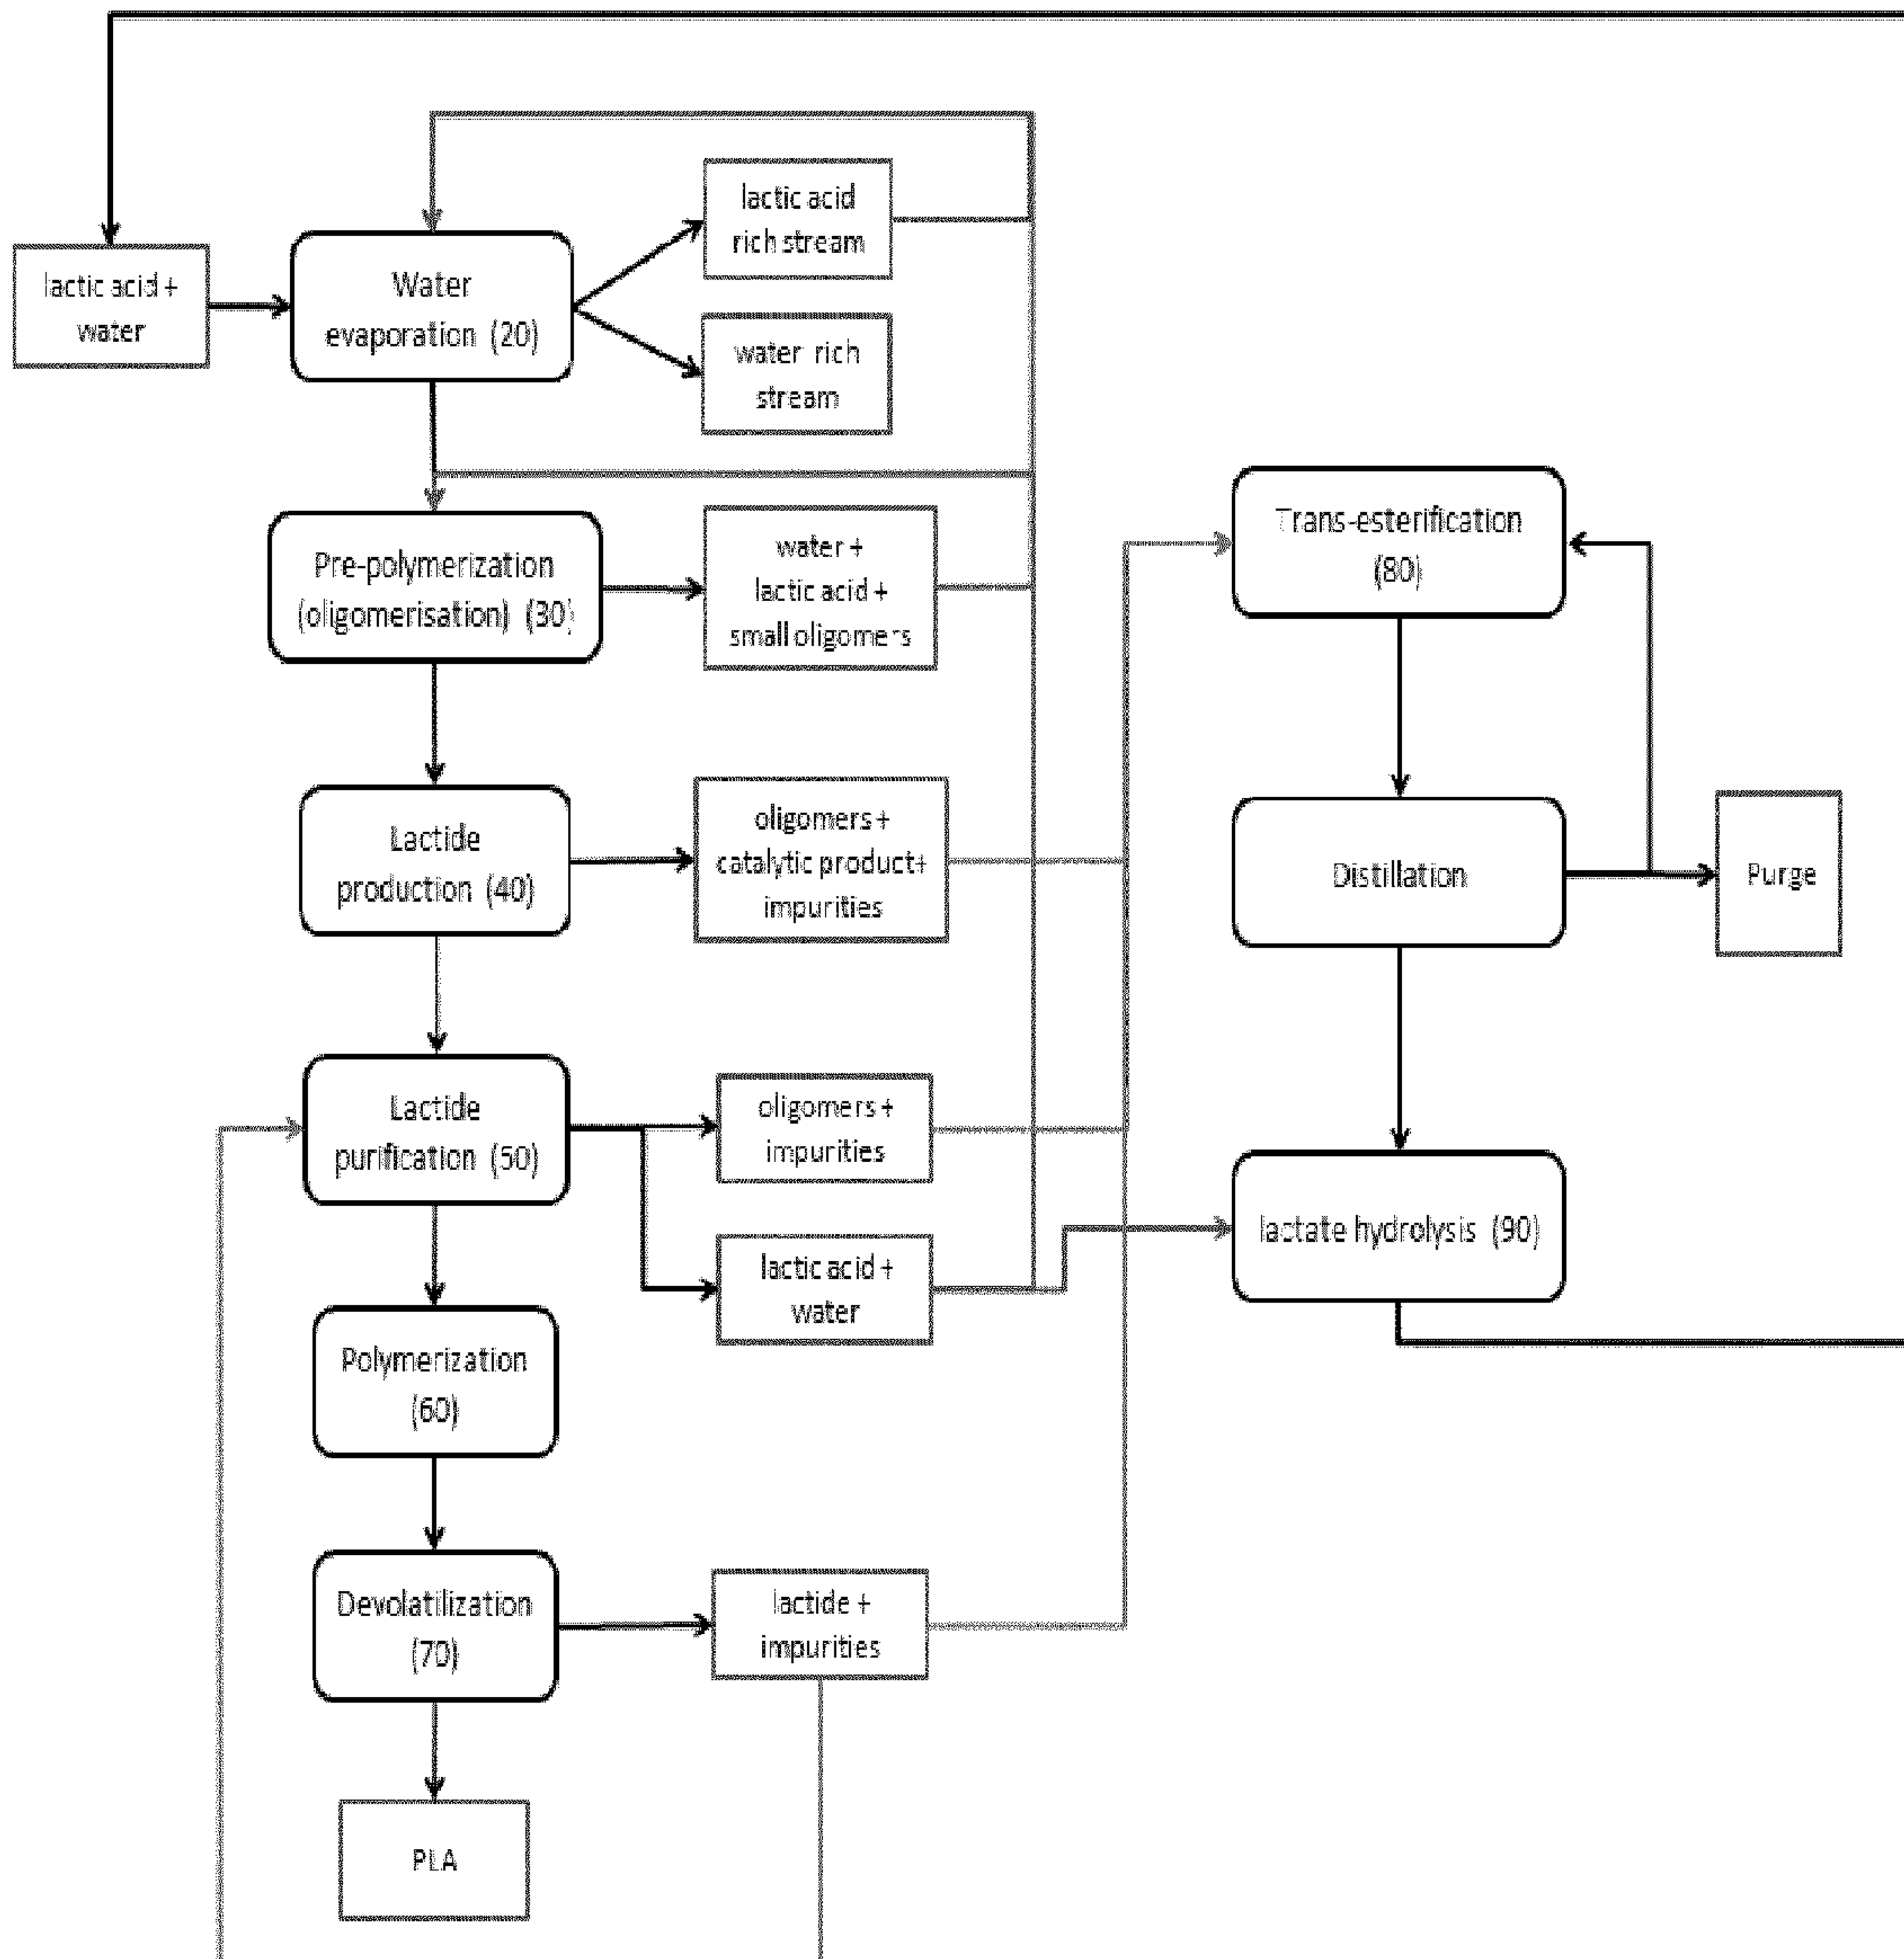 lactic acid +
water
Water
evaporation (20)
lactic acid
rich stream
water rich
stream
Pre-polymerization
(oligomerisation) (30)
water +
lactic acid +
small oligomers
Trans-esterification
(80)
Lactide
production (40)
oligomers +
catalytic product+
impurities
Distillation
Purge
Lactide
purification (50)
oligomers +
impurities
lactic acid +
water
lactate hydrolysis (90)
Polymerization
(60)
Devolatilization
(70)
lactide +
impurities
PLA